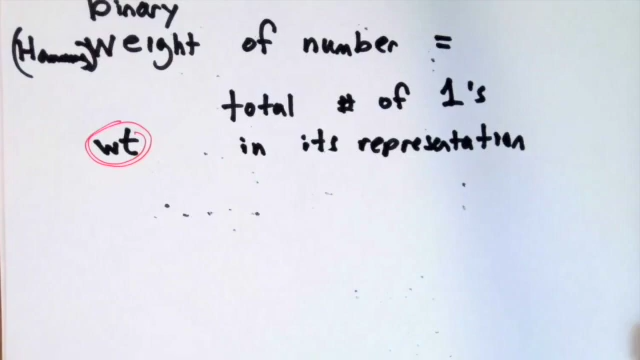 binary
(Hamming) Weight of number =
total # of 1's
wt in its representation